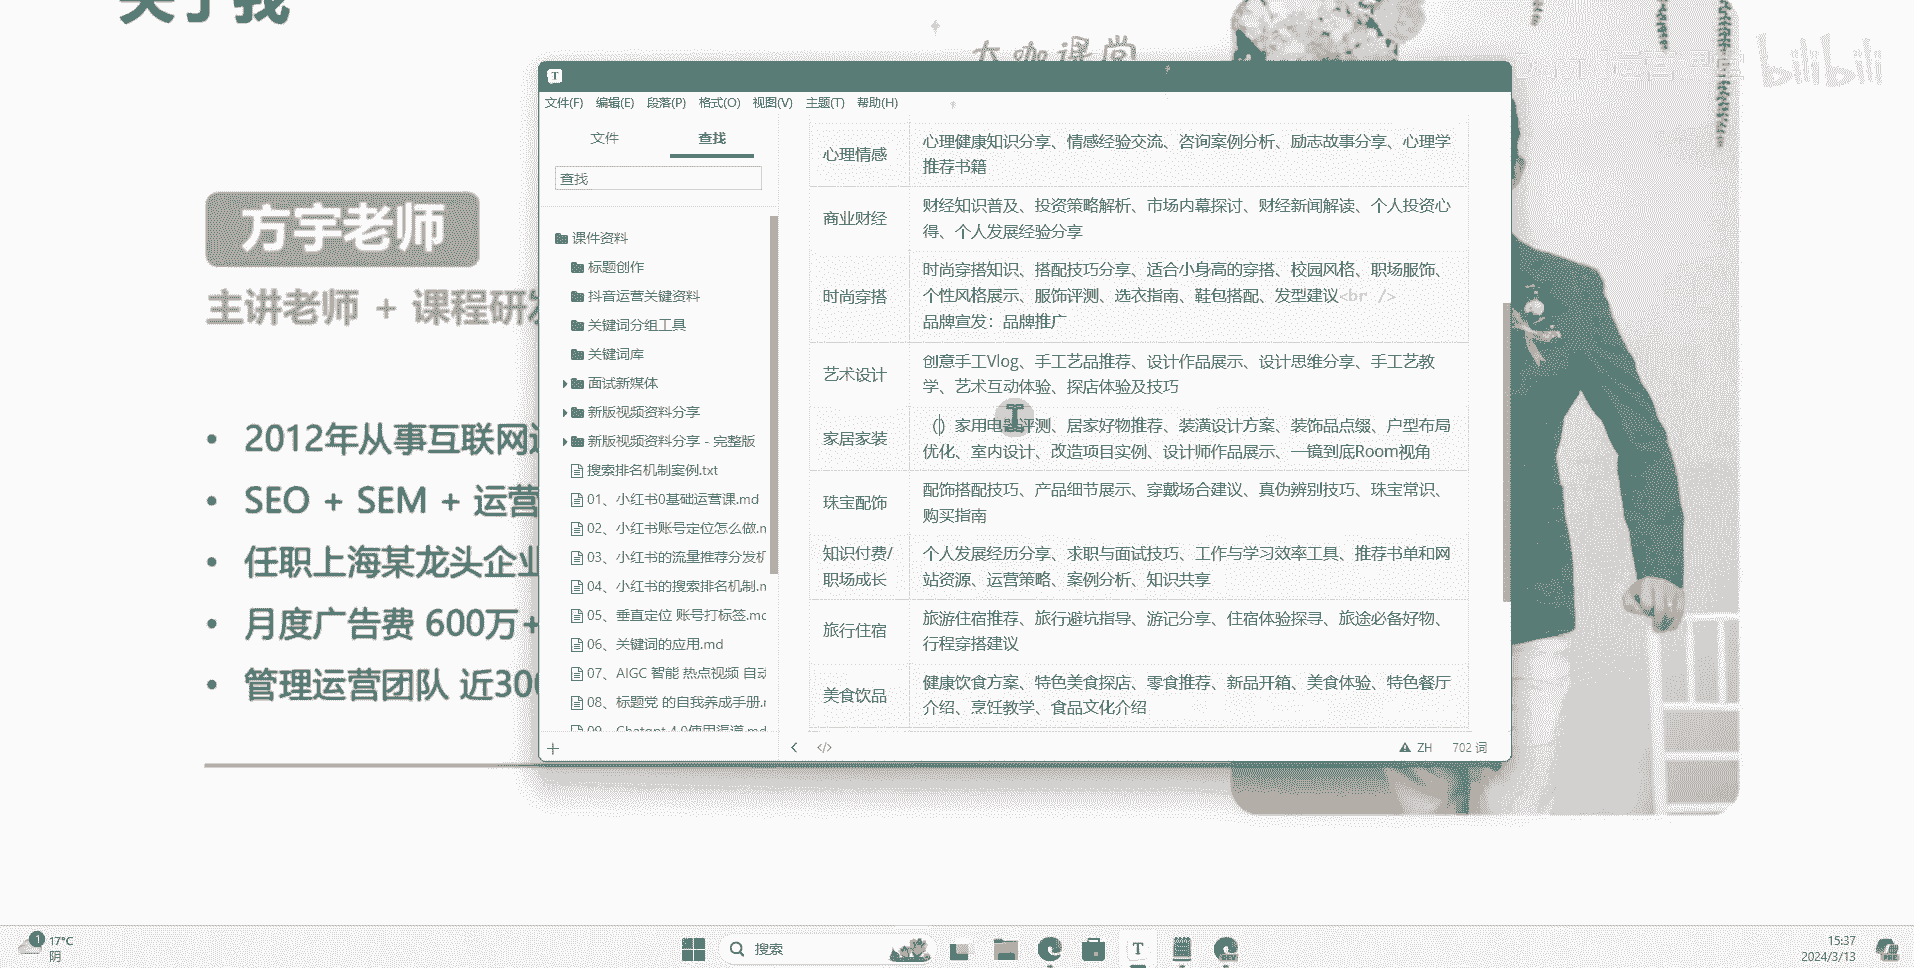 关于我
大咖课堂
bilibili
方宇老师
主讲老师 + 课程研发
• 2012年从事互联网运
• SEO + SEM + 运营
• 任职上海某龙头企业
• 月度广告费 600万+
• 管理运营团队 近300
文件(F) 编辑(E) 段落(P) 格式(O) 视图(V) 主题(T) 帮助(H)
文件 查找
查找
课件资料
标题创作
抖音运营关键资料
关键词分组工具
关键词库
面试新媒体
新版视频资料分享
新版视频资料分享 - 完整版
搜索排名机制案例.txt
01、小红书0基础运营课.md
02、小红书账号定位怎么做.m
03、小红书的流量推荐分发机
04、小红书的搜索排名机制.m
05、垂直定位 账号打标签.mc
06、关键词的应用.md
07、AIGC 智能 热点视频 自动
08、标题党 的自我养成手册.r
09、Chatgpt 4.0使用渠道.md
心理情感
心理健康知识分享、情感经验交流、咨询案例分析、励志故事分享、心理学
推荐书籍
商业财经
财经知识普及、投资策略解析、市场内幕探讨、财经新闻解读、个人投资心
得、个人发展经验分享
时尚穿搭
时尚穿搭知识、搭配技巧分享、适合小身高的穿搭、校园风格、职场服饰、
个性风格展示、服饰评测、选衣指南、鞋包搭配、发型建议<br />
品牌宣发：品牌推广
艺术设计
创意手工Vlog、手工艺品推荐、设计作品展示、设计思维分享、手工艺教
学、艺术互动体验、探店体验及技巧
家居家装
（）家用电器评测、居家好物推荐、装潢设计方案、装饰品点缀、户型布局
优化、室内设计、改造项目实例、设计师作品展示、一镜到底Room视角
珠宝配饰
配饰搭配技巧、产品细节展示、穿戴场合建议、真伪辨别技巧、珠宝常识、
购买指南
知识付费/
职场成长
个人发展经历分享、求职与面试技巧、工作与学习效率工具、推荐书单和网
站资源、运营策略、案例分析、知识共享
旅行住宿
旅游住宿推荐、旅行避坑指导、游记分享、住宿体验探寻、旅途必备好物、
行程穿搭建议
美食饮品
健康饮食方案、特色美食探店、零食推荐、新品开箱、美食体验、特色餐厅
介绍、烹饪教学、食品文化介绍
ZH 702 词
1 17°C
阴
搜索
15:37
2024/3/13